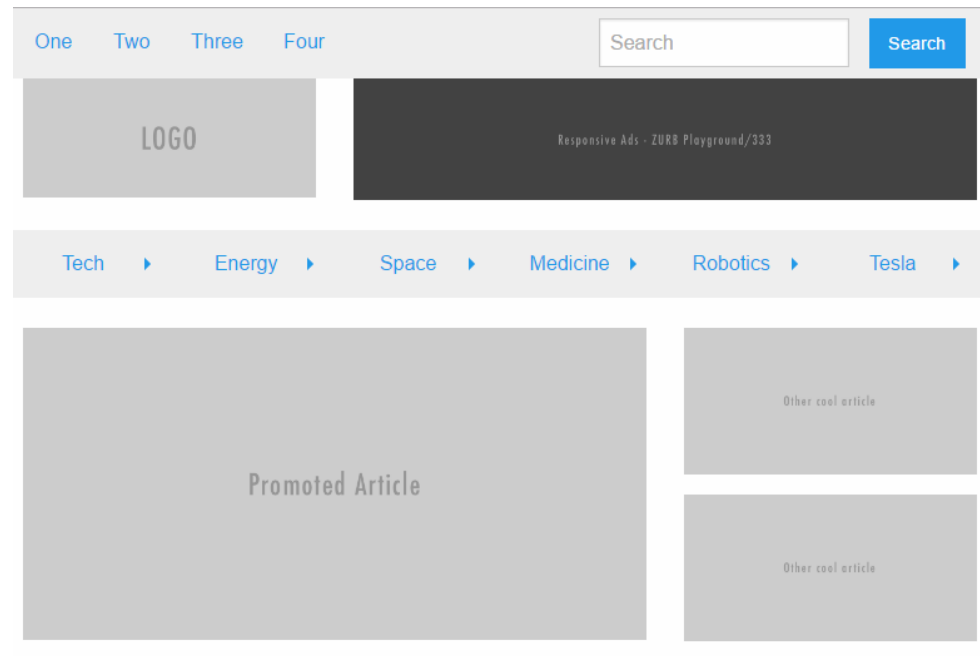 One Two Three Four Search Search
LOGO
Responsive Ads - ZURB Playground/333
Tech Energy Space Medicine Robotics Tesla
Promoted Article
Other cool article
Other cool article